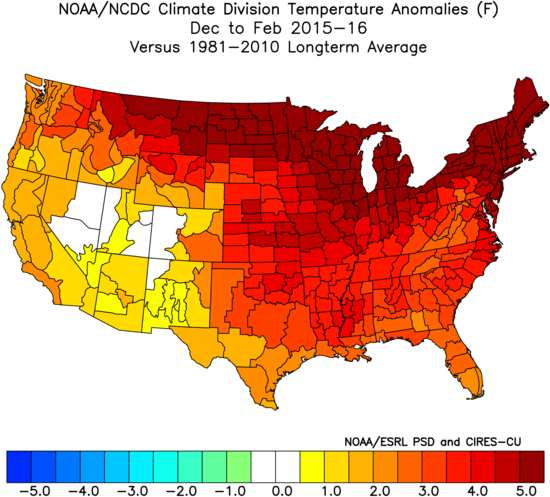 NOAA/NCDC Climate Division Temperature Anomalies (F)
Dec to Feb 2015-16
Versus 1981-2010 Longterm Average
NOAA/ESRL PSD and CIRES-CU
-5.0 -4.0 -3.0 -2.0 -1.0 0.0 1.0 2.0 3.0 4.0 5.0